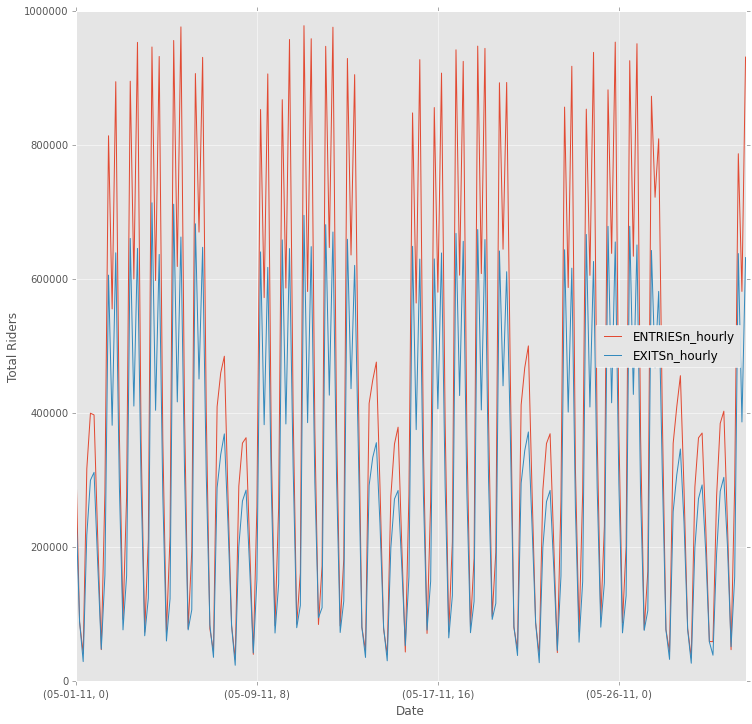 1000000
800000
600000
400000
200000
0
Total Riders
ENTRIESn_hourly
EXITSn_hourly
(05-01-11, 0) (05-09-11, 8) (05-17-11, 16) (05-26-11, 0)
Date